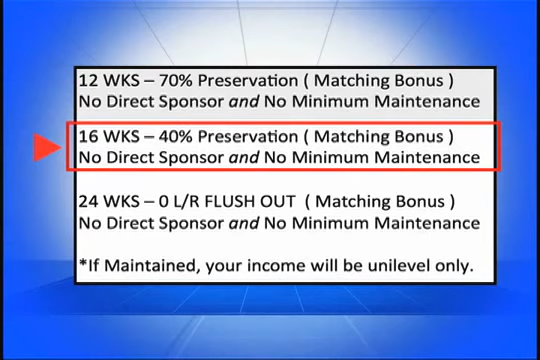 12 WKS – 70% Preservation ( Matching Bonus )
No Direct Sponsor and No Minimum Maintenance
16 WKS – 40% Preservation ( Matching Bonus )
No Direct Sponsor and No Minimum Maintenance
24 WKS – 0 L/R FLUSH OUT ( Matching Bonus )
No Direct Sponsor and No Minimum Maintenance
*If Maintained, your income will be unilevel only.